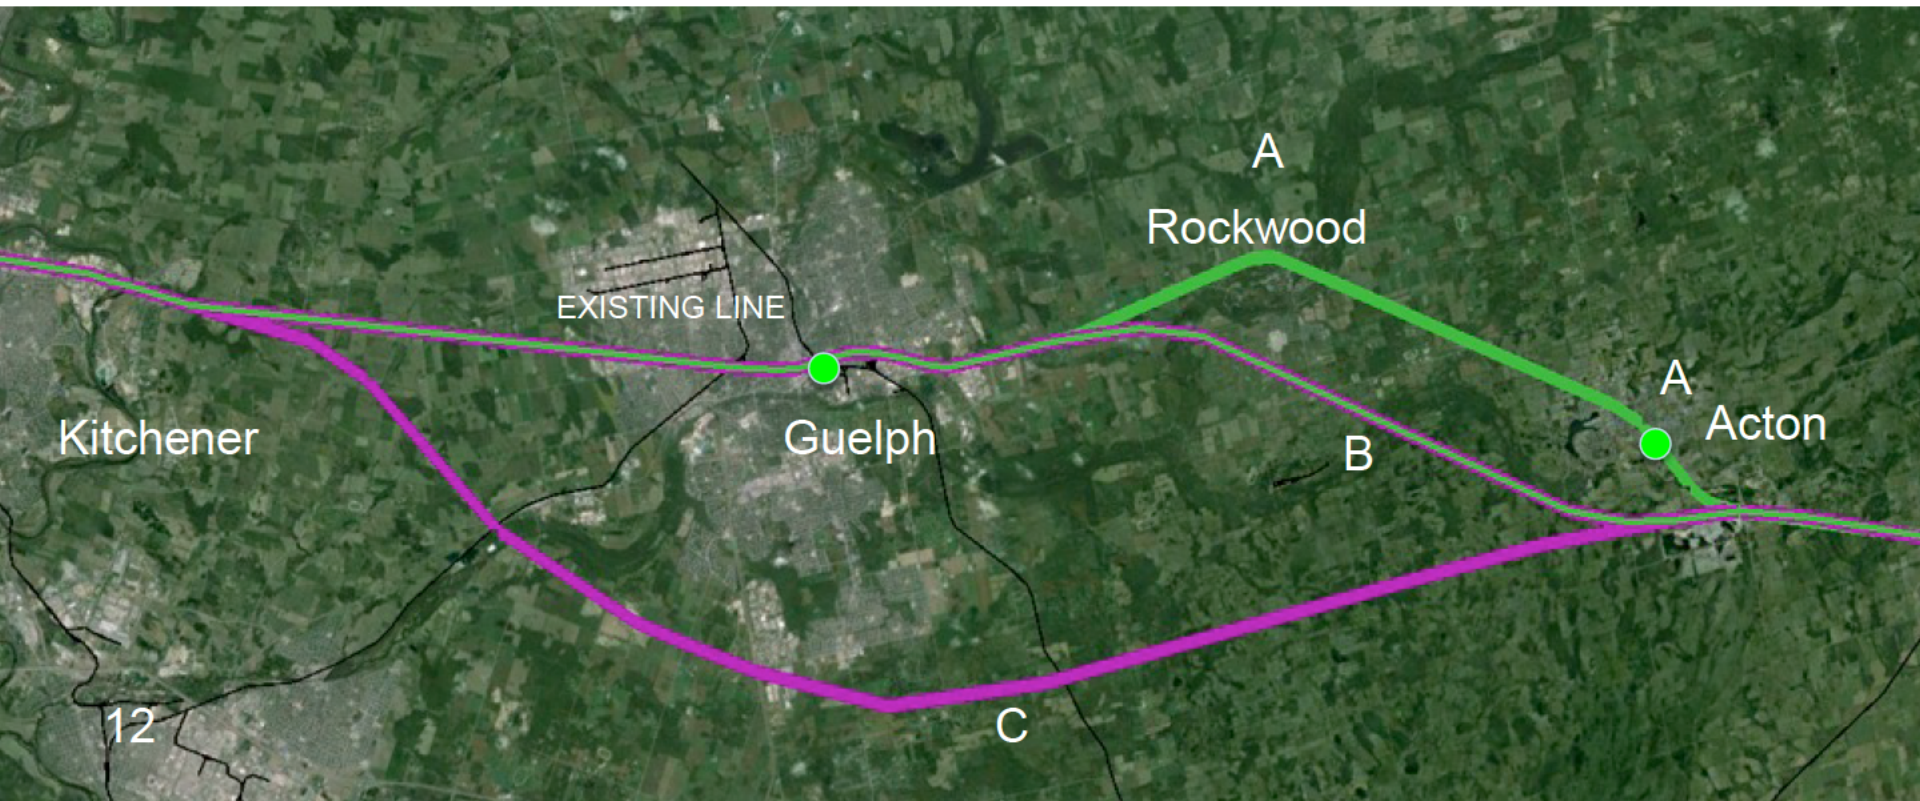 A
Rockwood
EXISTING LINE
A
Acton
Kitchener
Guelph
B
12
C